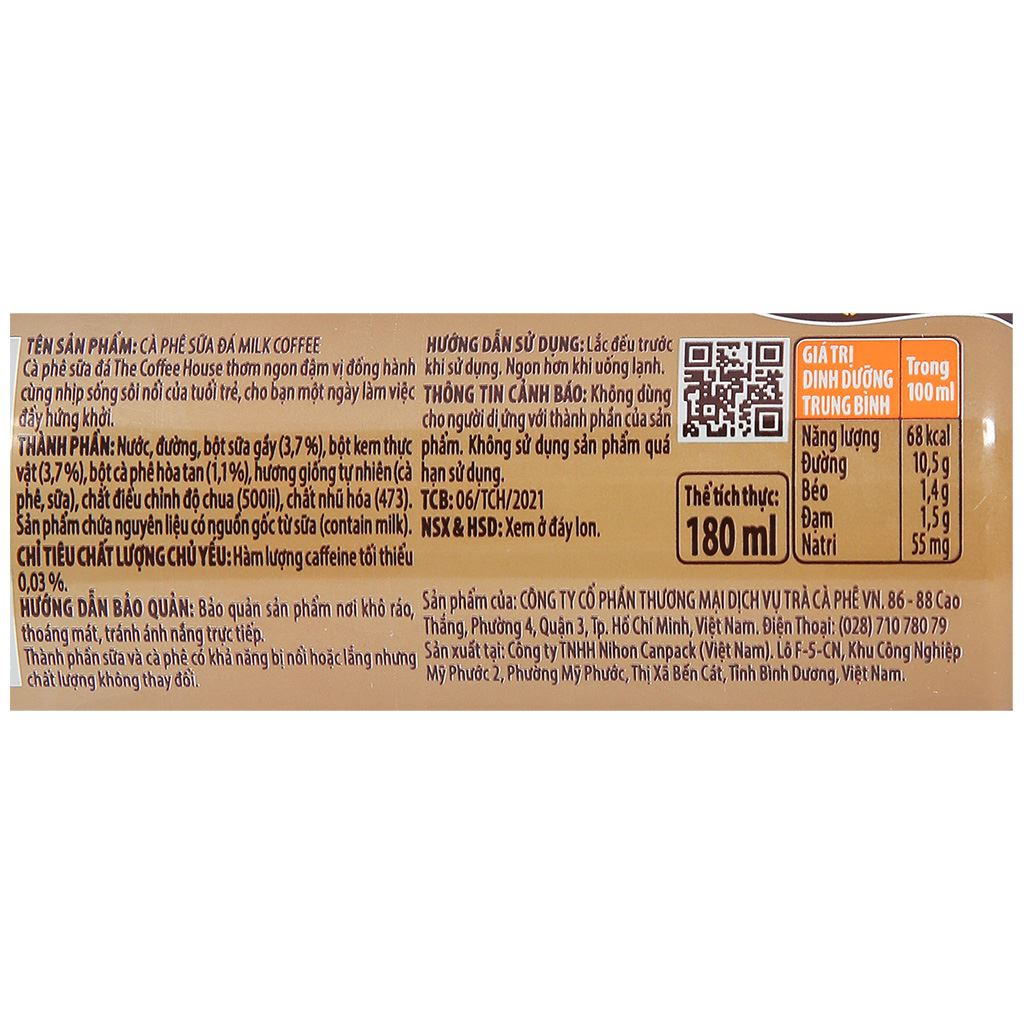 TÊN SẢN PHẨM: CÀ PHÊ SỮA ĐÁ MILK COFFEE
Cà phê sữa đá The Coffee House thơm ngon đậm vị đồng hành
cùng nhịp sống sôi nổi của tuổi trẻ, cho bạn một ngày làm việc
đầy hứng khởi.
THÀNH PHẦN: Nước, đường, bột sữa gầy (3,7 %), bột kem thực
vật (3,7%), bột cà phê hòa tan (1,1%), hương giống tự nhiên (cà
phê, sữa), chất điều chỉnh độ chua (500ii), chất nhũ hóa (473).
Sản phẩm chứa nguyên liệu có nguồn gốc từ sữa (contain milk).
CHỈ TIÊU CHẤT LƯỢNG CHỦ YẾU: Hàm lượng caffeine tối thiểu
0,03 %.
HƯỚNG DẪN BẢO QUẢN: Bảo quản sản phẩm nơi khô ráo,
thoáng mát, tránh ánh nắng trực tiếp.
Thành phần sữa và cà phê có khả năng bị nổi hoặc lắng nhưng
chất lượng không thay đổi.
HƯỚNG DẪN SỬ DỤNG: Lắc đều trước
khi sử dụng. Ngon hơn khi uống lạnh.
THÔNG TIN CẢNH BÁO: Không dùng
cho người dị ứng với thành phần của sản
phẩm. Không sử dụng sản phẩm quá
hạn sử dụng.
TCB: 06/TCH/2021
NSX & HSD: Xem ở đáy lon.
Thể tích thực:
180 ml
GIÁ TRỊ
DINH DƯỠNG
TRUNG BÌNH
Trong
100 ml
Năng lượng 68 kcal
Đường 10,5 g
Béo 1,4 g
Đạm 1,5 g
Natri 55 mg
Sản phẩm của: CÔNG TY CỔ PHẦN THƯƠNG MẠI DỊCH VỤ TRÀ CÀ PHÊ VN. 86 - 88 Cao
Thắng, Phường 4, Quận 3, Tp. Hồ Chí Minh, Việt Nam. Điện Thoại: (028) 710 780 79
Sản xuất tại: Công ty TNHH Nihon Canpack (Việt Nam). Lô F-5-CN, Khu Công Nghiệp
Mỹ Phước 2, Phường Mỹ Phước, Thị Xã Bến Cát, Tỉnh Bình Dương, Việt Nam.